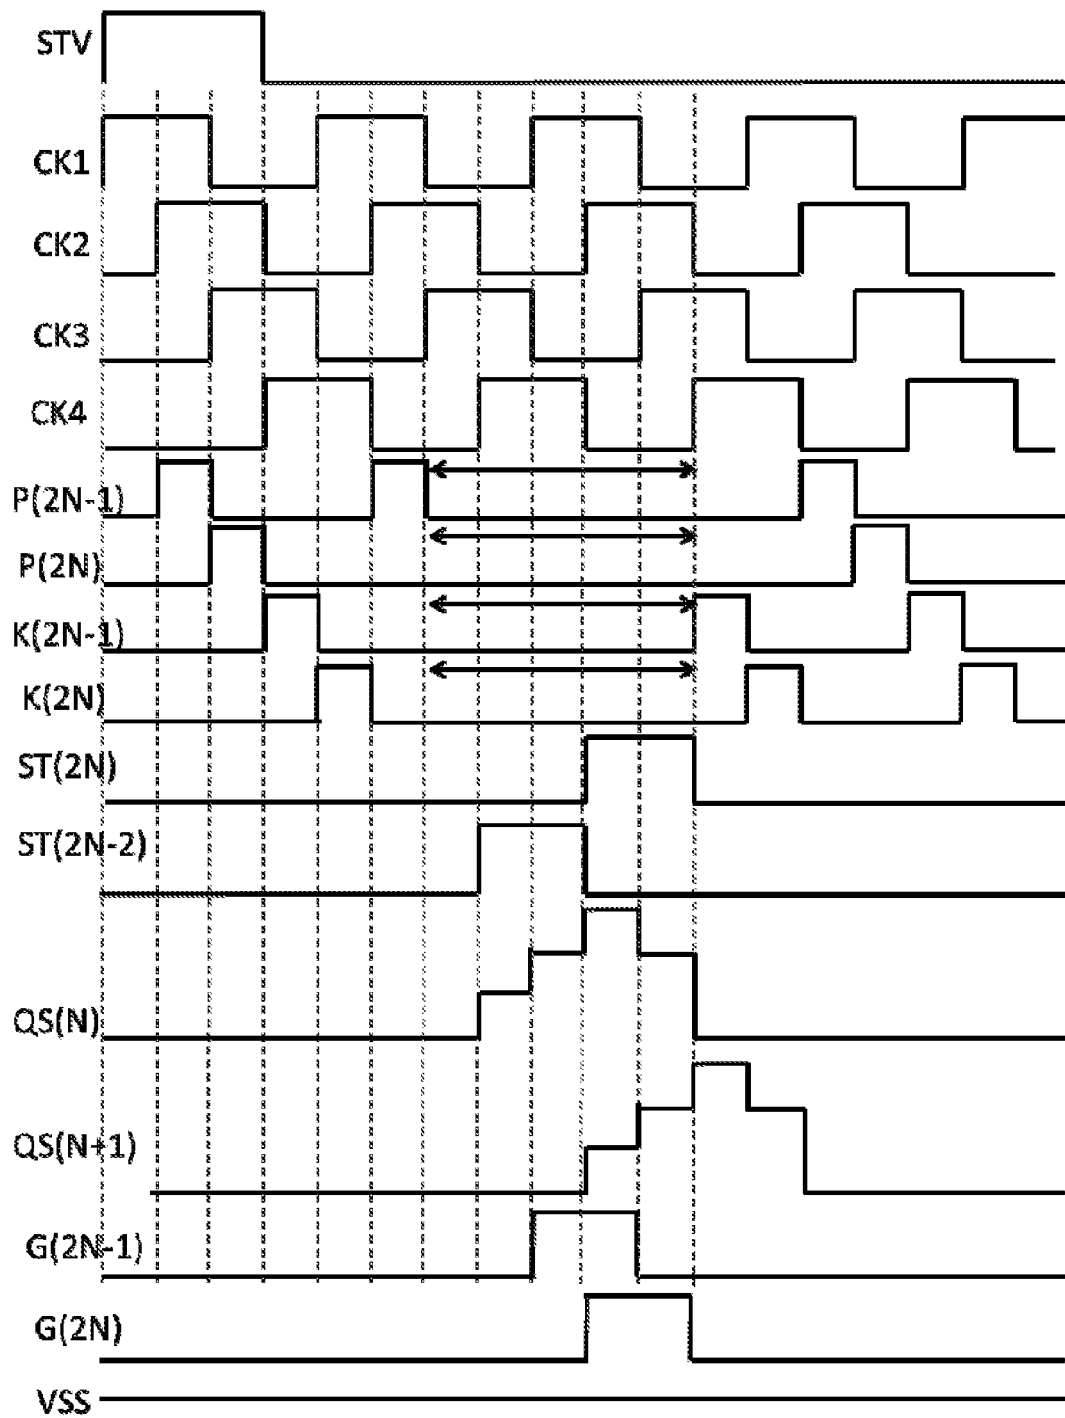 STV
CK1
CK2
CK3
CK4
P(2N-1)
P(2N)
K(2N-1)
K(2N)
ST(2N)
ST(2N-2)
QS(N)
QS(N+1)
G(2N-1)
G(2N)
VSS